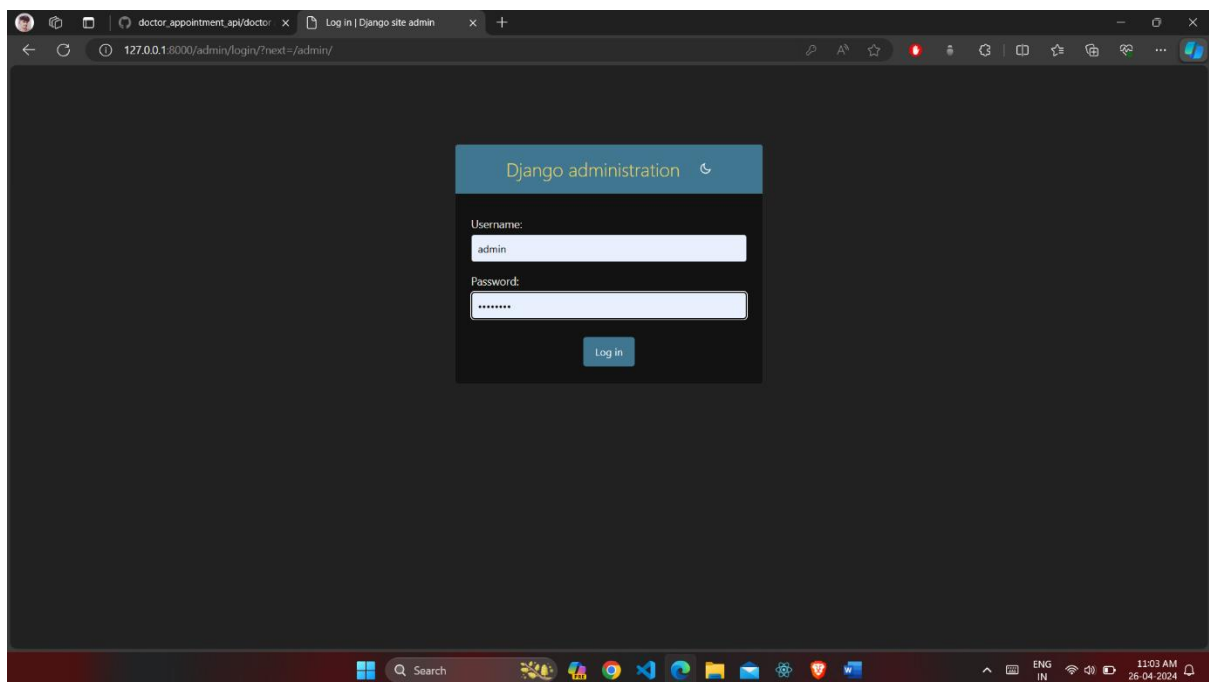 doctor_appointment_api/doctor
Log in | Django site admin
127.0.0.1:8000/admin/login/?next=/admin/
Django administration
Username:
admin
Password:
••••••••
Log in
Search
ENG
IN
11:03 AM
26-04-2024